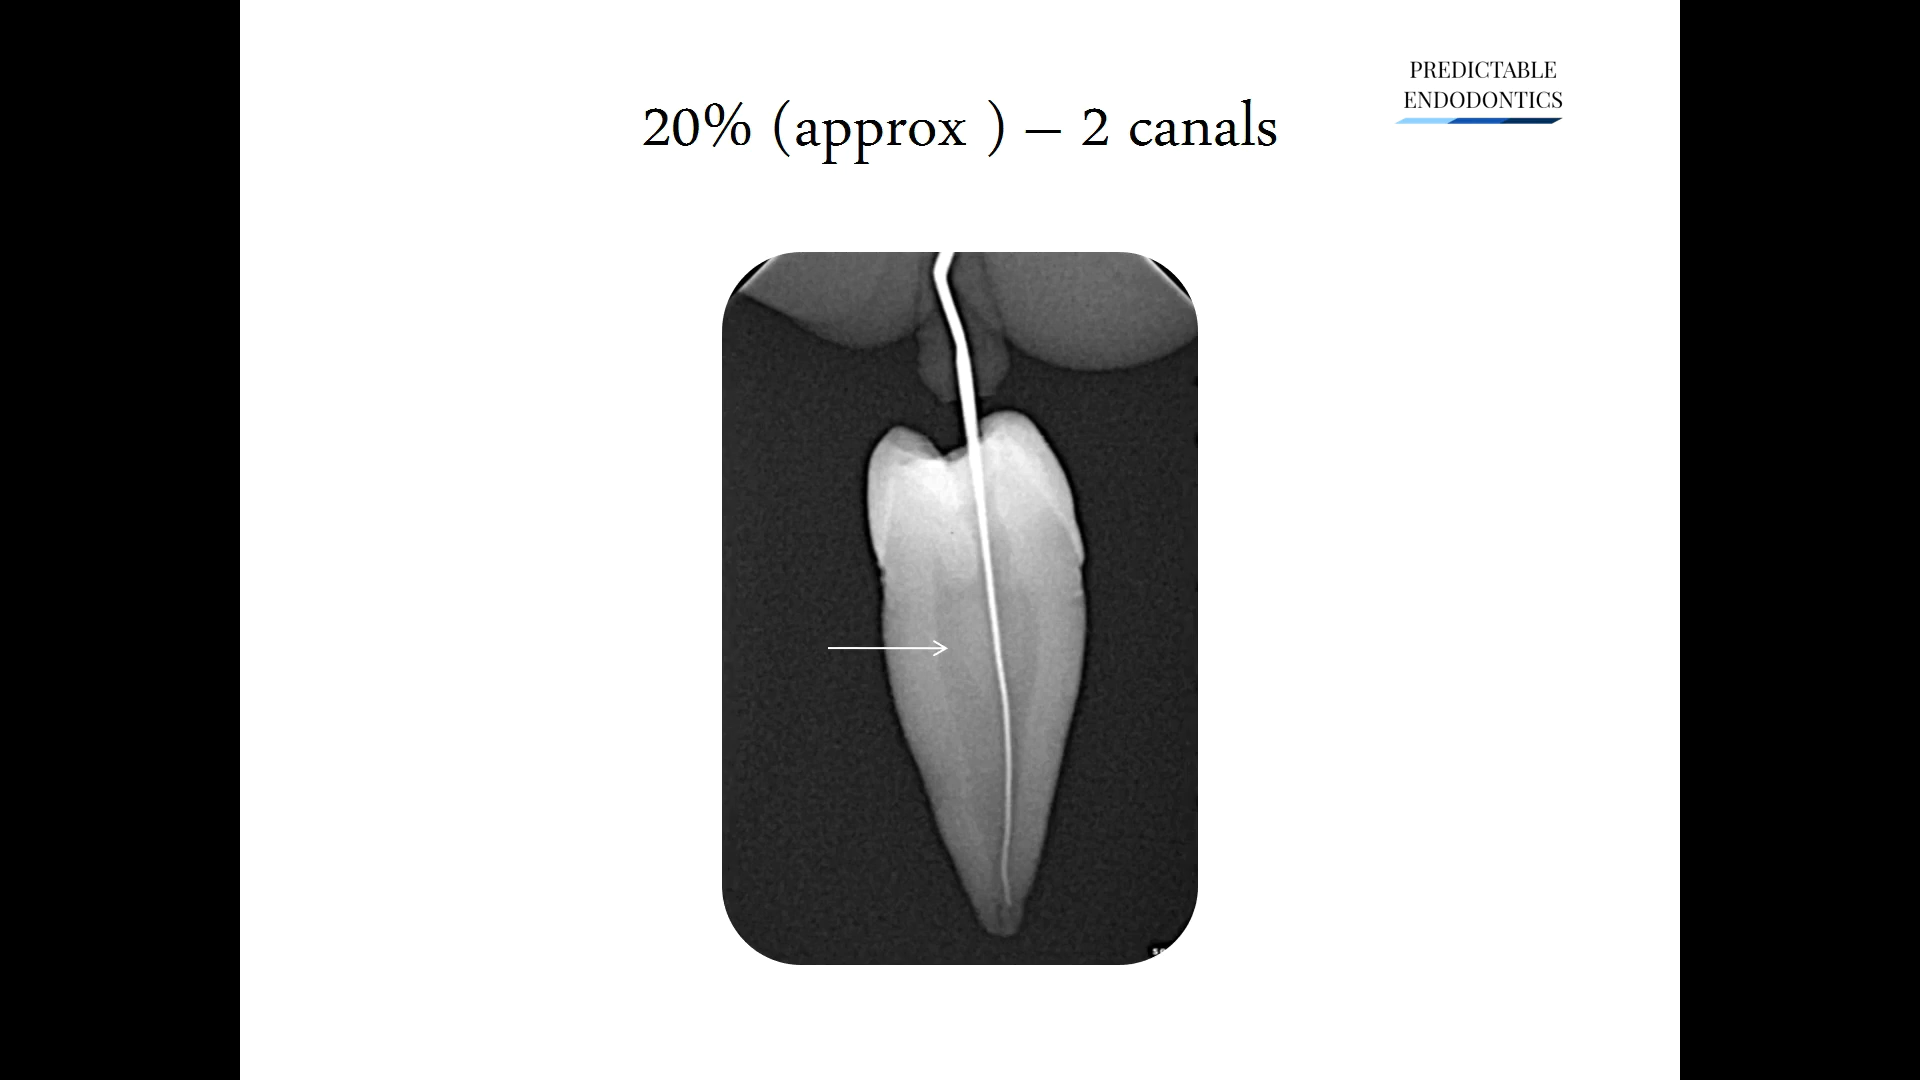 PREDICTABLE
ENDODONTICS
20% (approx ) – 2 canals